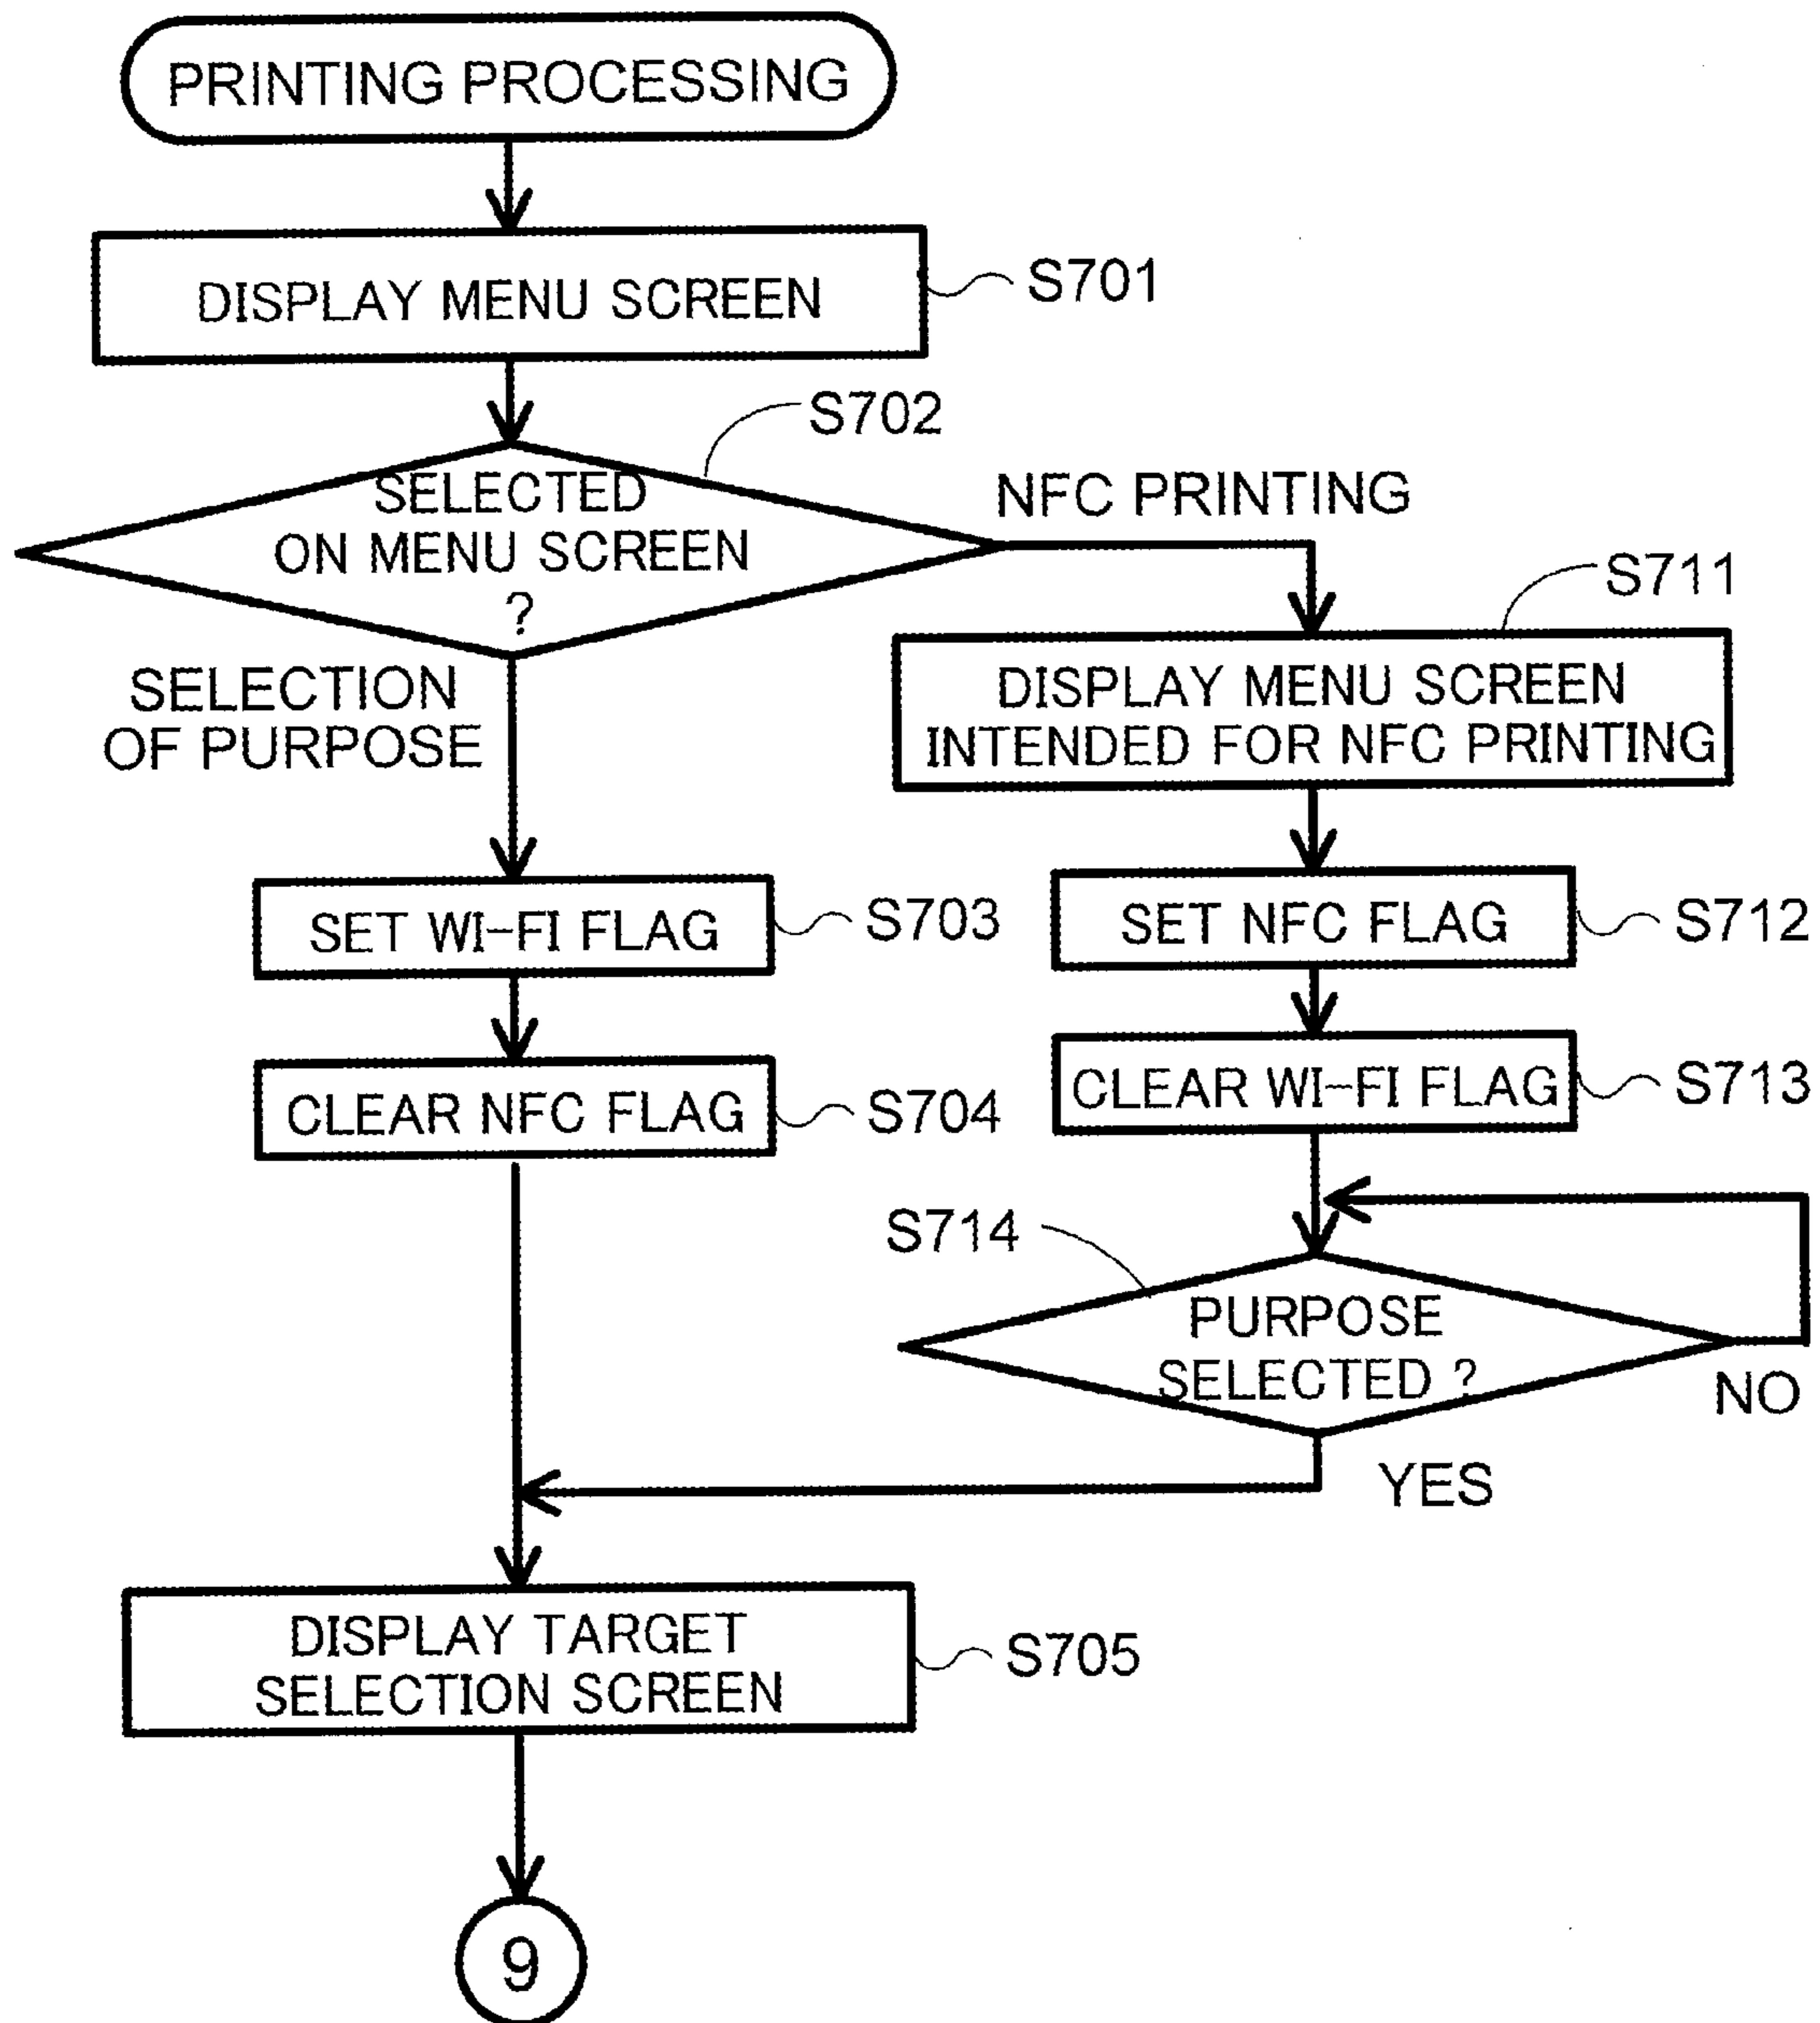 PRINTING PROCESSING
DISPLAY MENU SCREEN
S701
S702
SELECTED
ON MENU SCREEN
?
NFC PRINTING
SELECTION
OF PURPOSE
S711
DISPLAY MENU SCREEN
INTENDED FOR NFC PRINTING
SET WI-FI FLAG
S703
SET NFC FLAG
S712
CLEAR NFC FLAG
S704
CLEAR WI-FI FLAG
S713
S714
PURPOSE
SELECTED ?
NO
YES
DISPLAY TARGET
SELECTION SCREEN
S705
9